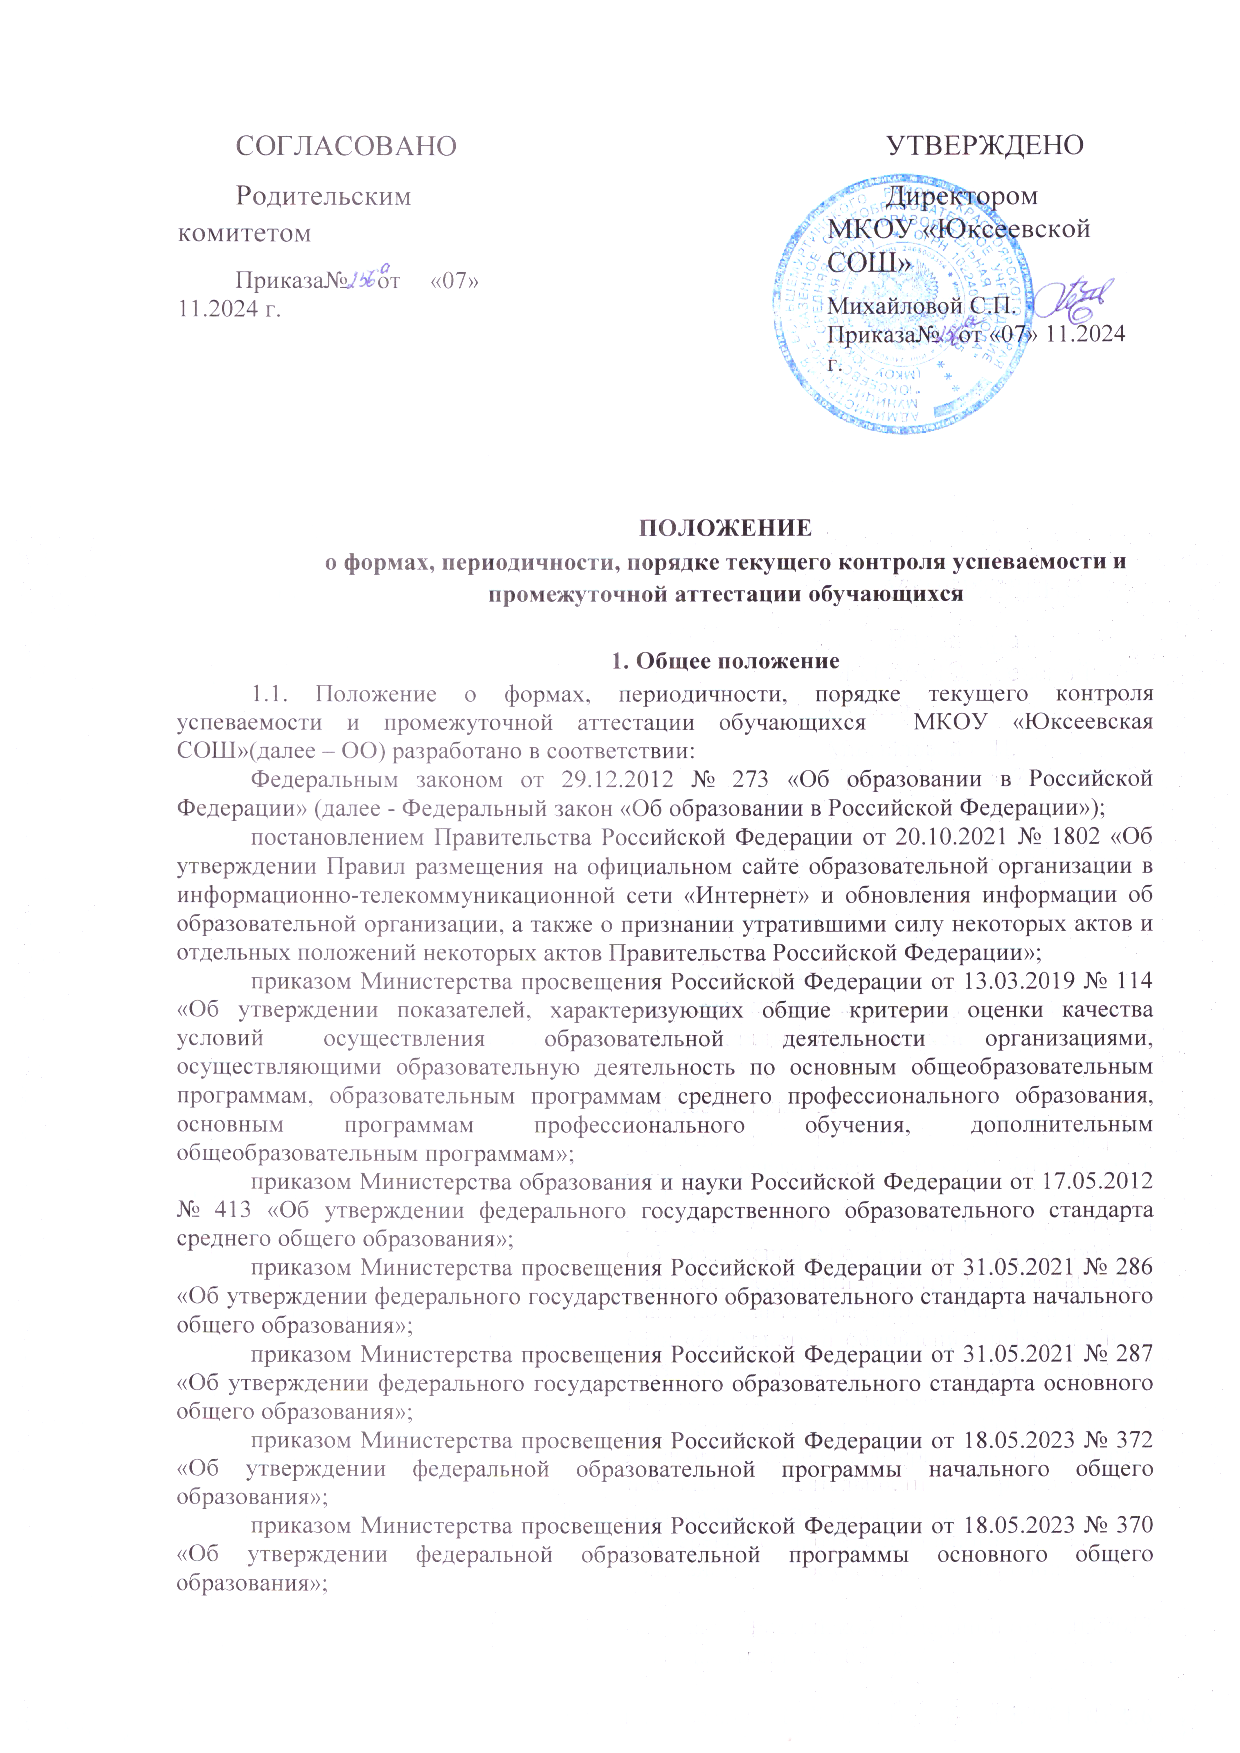 СОГЛАСОВАНО
Родительским
комитетом
Приказа№156а от «07»
11.2024 г.
УТВЕРЖДЕНО
Директором
МКОУ «Юксеевской
СОШ»
Михайловой С.П.
Приказа№156а от «07» 11.2024
г.
ПОЛОЖЕНИЕ
о формах, периодичности, порядке текущего контроля успеваемости и
промежуточной аттестации обучающихся
1. Общее положение
1.1. Положение о формах, периодичности, порядке текущего контроля
успеваемости и промежуточной аттестации обучающихся МКОУ «Юксеевская
СОШ»(далее – ОО) разработано в соответствии:
Федеральным законом от 29.12.2012 № 273 «Об образовании в Российской
Федерации» (далее - Федеральный закон «Об образовании в Российской Федерации»);
постановлением Правительства Российской Федерации от 20.10.2021 № 1802 «Об
утверждении Правил размещения на официальном сайте образовательной организации в
информационно-телекоммуникационной сети «Интернет» и обновления информации об
образовательной организации, а также о признании утратившими силу некоторых актов и
отдельных положений некоторых актов Правительства Российской Федерации»;
приказом Министерства просвещения Российской Федерации от 13.03.2019 № 114
«Об утверждении показателей, характеризующих общие критерии оценки качества
условий осуществления образовательной деятельности организациями,
осуществляющими образовательную деятельность по основным общеобразовательным
программам, образовательным программам среднего профессионального образования,
основным программам профессионального обучения, дополнительным
общеобразовательным программам»;
приказом Министерства образования и науки Российской Федерации от 17.05.2012
№ 413 «Об утверждении федерального государственного образовательного стандарта
среднего общего образования»;
приказом Министерства просвещения Российской Федерации от 31.05.2021 № 286
«Об утверждении федерального государственного образовательного стандарта начального
общего образования»;
приказом Министерства просвещения Российской Федерации от 31.05.2021 № 287
«Об утверждении федерального государственного образовательного стандарта основного
общего образования»;
приказом Министерства просвещения Российской Федерации от 18.05.2023 № 372
«Об утверждении федеральной образовательной программы начального общего
образования»;
приказом Министерства просвещения Российской Федерации от 18.05.2023 № 370
«Об утверждении федеральной образовательной программы основного общего
образования»;